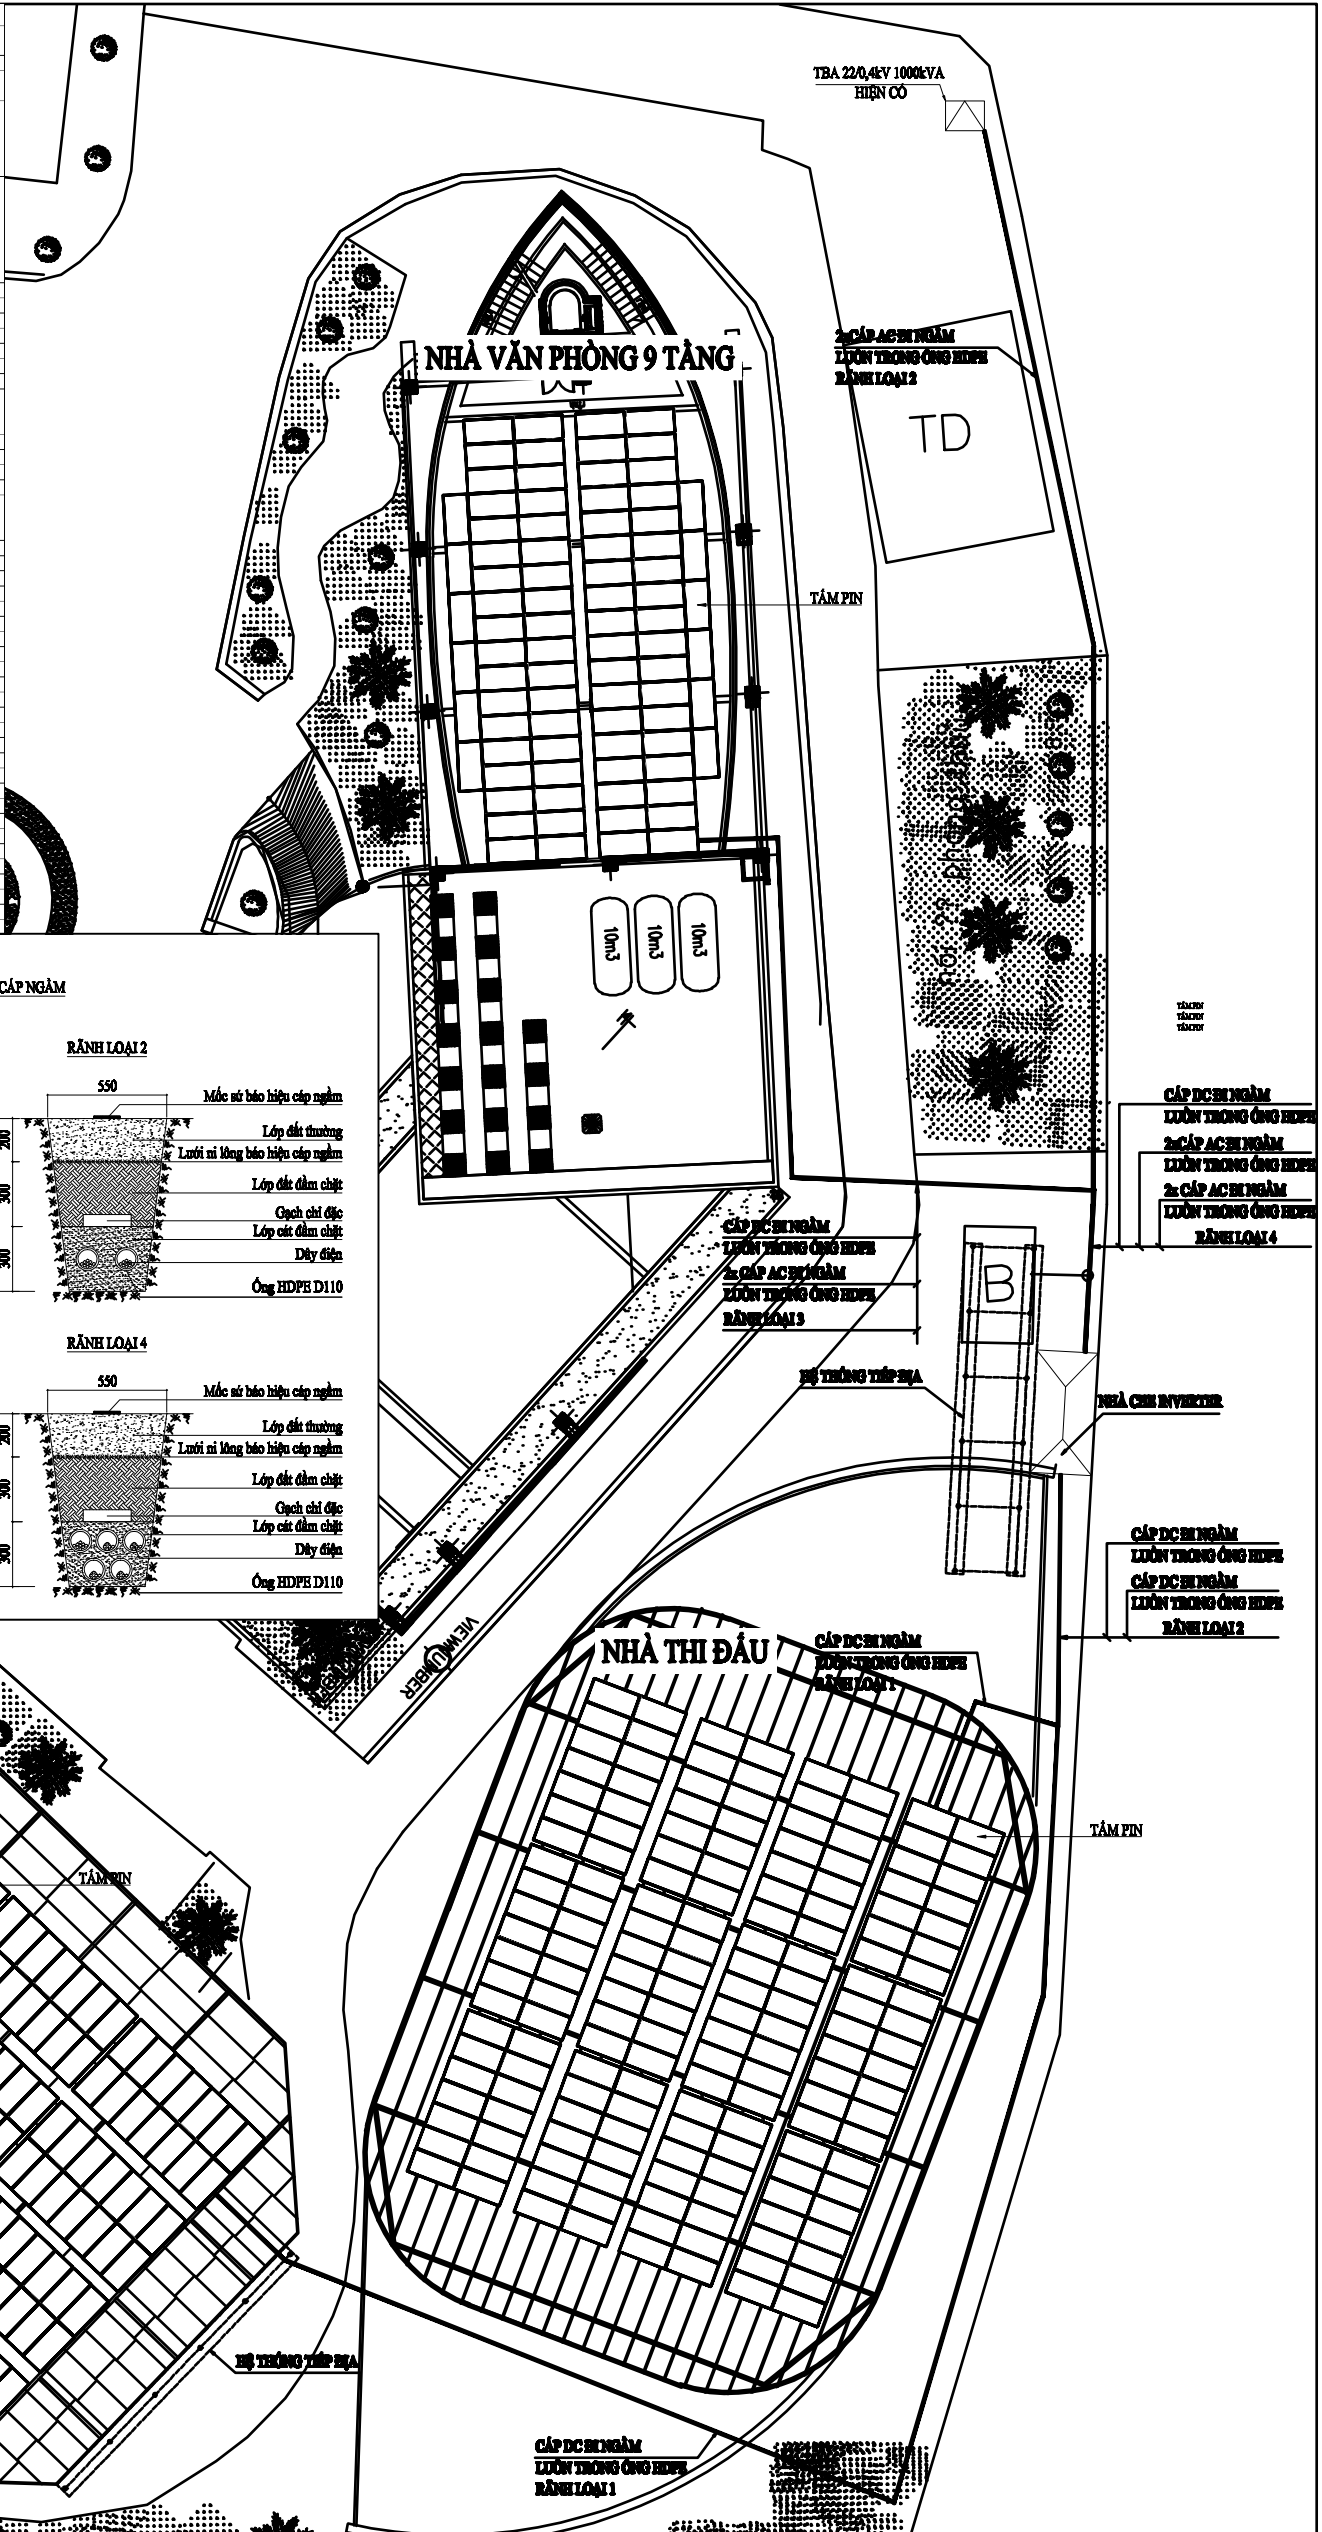 TBA 22/0,4kV 1000kVA
HIỆN CÓ
2xCÁP AC ĐI NGẦM
LUỒN TRONG ỐNG HDPE
RÃNH LOẠI 2
NHÀ VĂN PHÒNG 9 TẦNG
TD
TẤM PIN
10m3
10m3
10m3
CÁP NGẦM
RÃNH LOẠI 2
550
200
300
300
Mốc sứ báo hiệu cáp ngầm
Lớp đất thường
Lưới ni lông báo hiệu cáp ngầm
Lớp đất đầm chặt
Gạch chỉ đặc
Lớp cát đầm chặt
Dây điện
Ống HDPE D110
RÃNH LOẠI 4
550
200
300
300
Mốc sứ báo hiệu cáp ngầm
Lớp đất thường
Lưới ni lông báo hiệu cáp ngầm
Lớp đất đầm chặt
Gạch chỉ đặc
Lớp cát đầm chặt
Dây điện
Ống HDPE D110
TẤM PIN
TẤM PIN
TẤM PIN
CÁP DC ĐI NGẦM
LUỒN TRONG ỐNG HDPE
2xCÁP AC ĐI NGẦM
LUỒN TRONG ỐNG HDPE
2x CÁP AC ĐI NGẦM
LUỒN TRONG ỐNG HDPE
RÃNH LOẠI 4
CÁP DC ĐI NGẦM
LUỒN TRONG ỐNG HDPE
2x CÁP AC ĐI NGẦM
LUỒN TRONG ỐNG HDPE
RÃNH LOẠI 3
B
HỆ THỐNG TIẾP ĐỊA
NHÀ CHE INVERTER
CÁP DC ĐI NGẦM
LUỒN TRONG ỐNG HDPE
CÁP DC ĐI NGẦM
LUỒN TRONG ỐNG HDPE
RÃNH LOẠI 2
VIEWNUMBER
NHÀ THI ĐẤU
CÁP DC ĐI NGẦM
LUỒN TRONG ỐNG HDPE
RÃNH LOẠI 1
TẤM PIN
TẤM PIN
HỆ THỐNG TIẾP ĐỊA
CÁP DC ĐI NGẦM
LUỒN TRONG ỐNG HDPE
RÃNH LOẠI 1